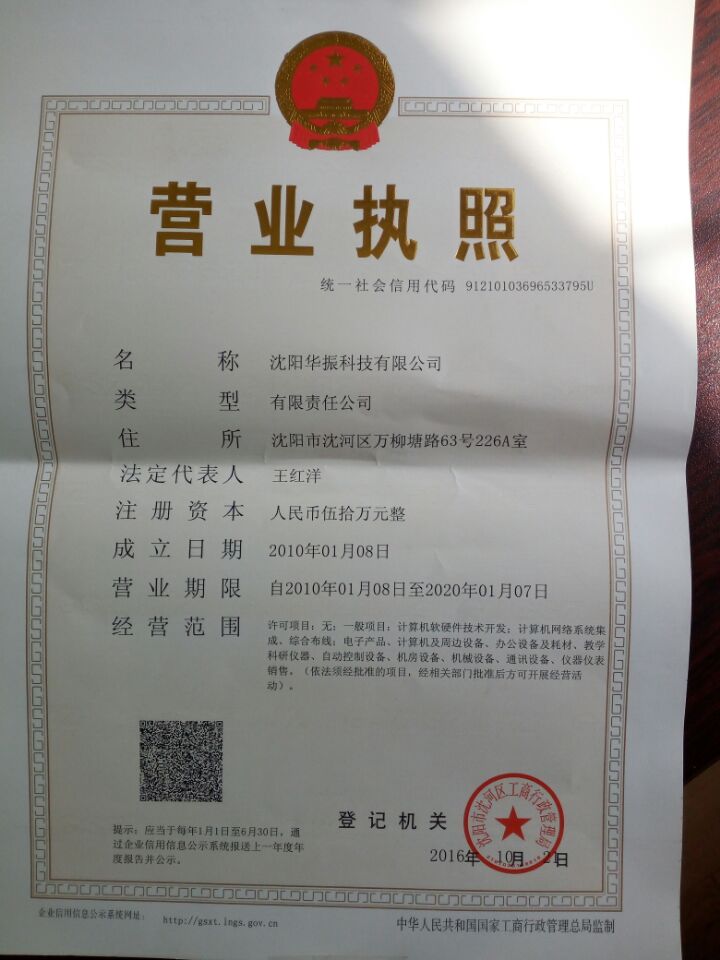 营业执照
统一社会信用代码 91210103696533795U
名称 沈阳华振科技有限公司
类型 有限责任公司
住所 沈阳市沈河区万柳塘路63号226A室
法定代表人 王红洋
注册资本 人民币伍拾万元整
成立日期 2010年01月08日
营业期限 自2010年01月08日至2020年01月07日
经营范围 许可项目：无；一般项目：计算机软硬件技术开发；计算机网络系统集
成、综合布线；电子产品、计算机及周边设备、办公设备及耗材、教学
科研仪器、自动控制设备、机房设备、机械设备、通讯设备、仪器仪表
销售。（依法须经批准的项目，经相关部门批准后方可开展经营活
动）。
登记机关
沈阳市沈河区工商行政管理局
2016年 10月 2日
提示：应当于每年1月1日至6月30日，通
过企业信用信息公示系统报送上一年度年
度报告并公示。
企业信用信息公示系统网址： http://gsxt.lngs.gov.cn
中华人民共和国国家工商行政管理总局监制